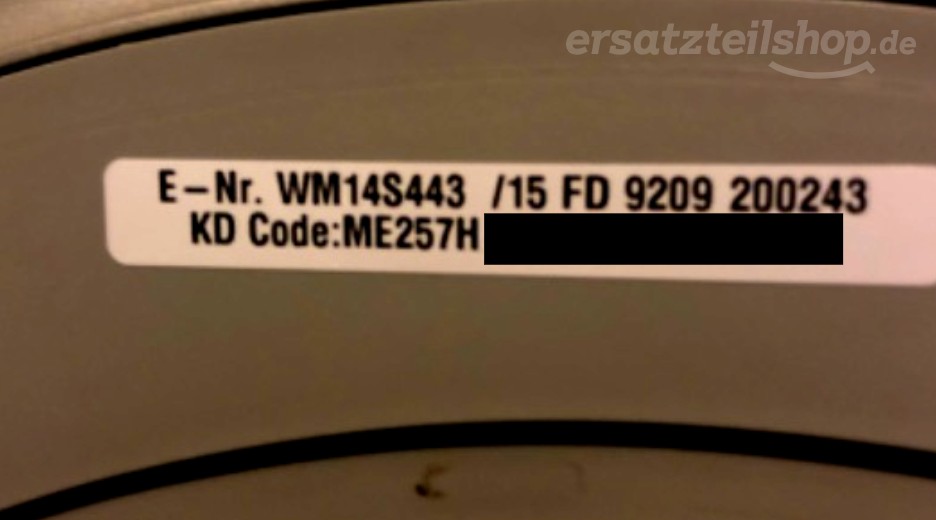 ersatzteilshop.de
E-Nr. WM14S443 /15 FD 9209 200243
KD Code:ME257H